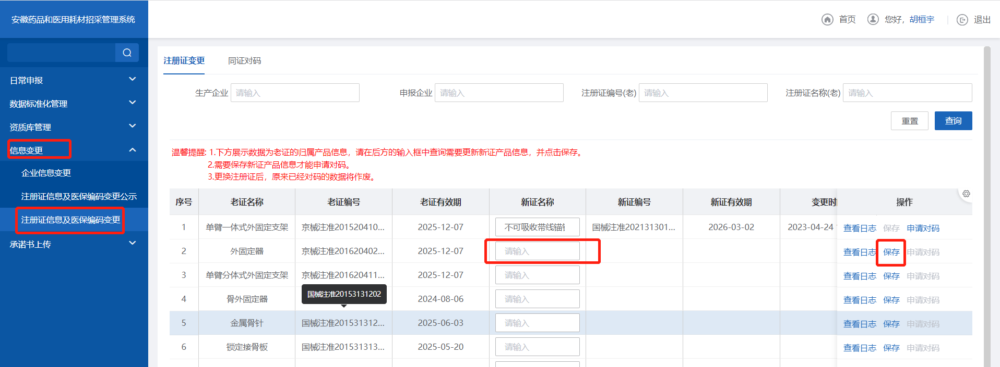 安徽药品和医用耗材招采管理系统
首页 您好，胡桓宇 退出
日常申报
数据标准化管理
资质库管理
信息变更
企业信息变更
注册证信息及医保编码变更公示
注册证信息及医保编码变更
承诺书上传
注册证变更 同证对码
生产企业 请输入 申报企业 请输入 注册证编号(老) 请输入 注册证名称(老) 请输入
重置 查询
温馨提醒: 1.下方展示数据为老证的归属产品信息，请在后方的输入框中查询需要更新新证产品信息，并点击保存。
2.需要保存新证产品信息才能申请对码。
3.更换注册证后，原来已经对码的数据将作废。
序号 老证名称 老证编号 老证有效期 新证名称 新证编号 新证有效期 变更时 操作
1 单臂一体式外固定支架 京械注准201520410... 2025-12-07 不可吸收带线锚 国械注准202131301... 2026-03-02 2023-04-24 查看日志 保存 申请对码
2 外固定器 京械注准201620402... 2025-12-07 请输入 查看日志 保存 申请对码
3 单臂分体式外固定支架 京械注准201620411... 2025-12-07 请输入 查看日志 保存 申请对码
国械注准20153131202
4 骨外固定器 2024-08-06 请输入 查看日志 保存 申请对码
5 金属骨针 国械注准201531312... 2025-06-03 请输入 查看日志 保存 申请对码
6 锁定接骨板 国械注准201531313... 2025-05-20 请输入 查看日志 保存 申请对码